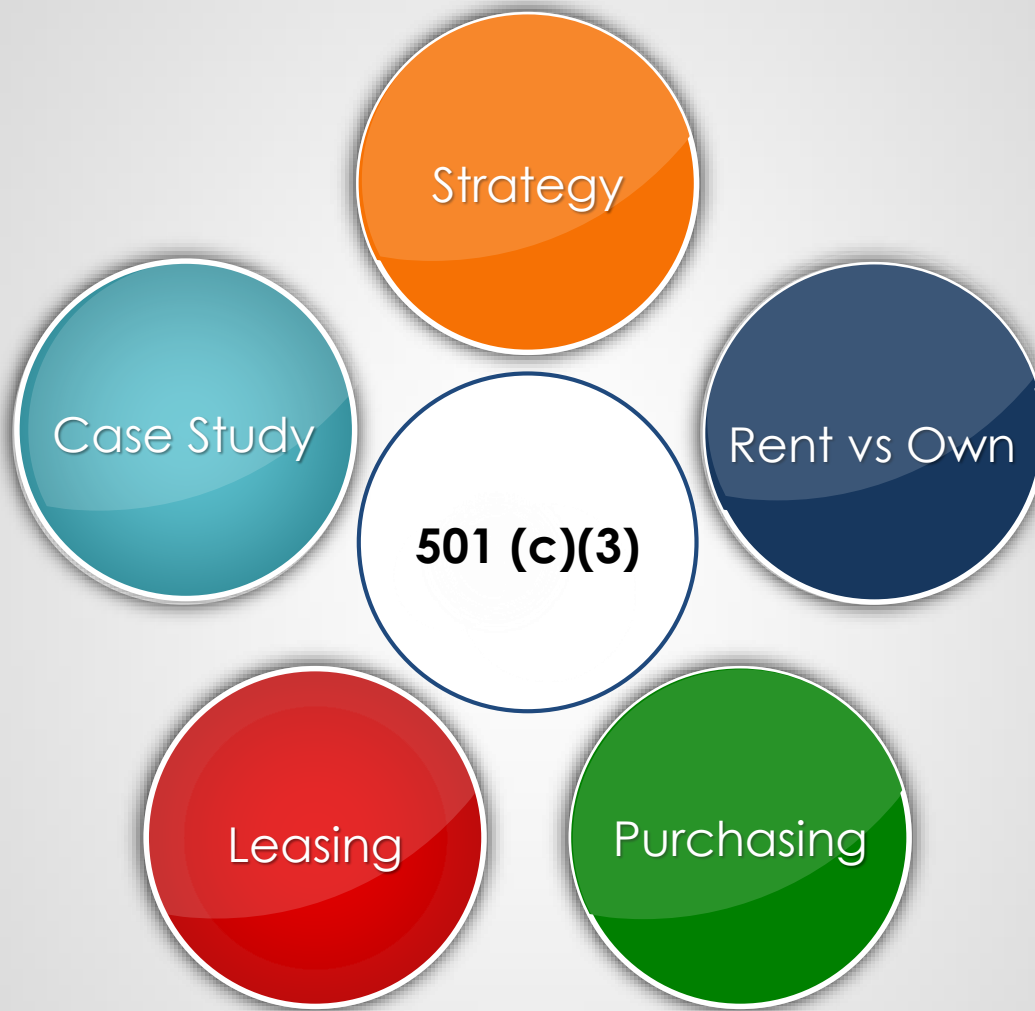 Strategy
Case Study
Rent vs Own
501 (c)(3)
Leasing
Purchasing